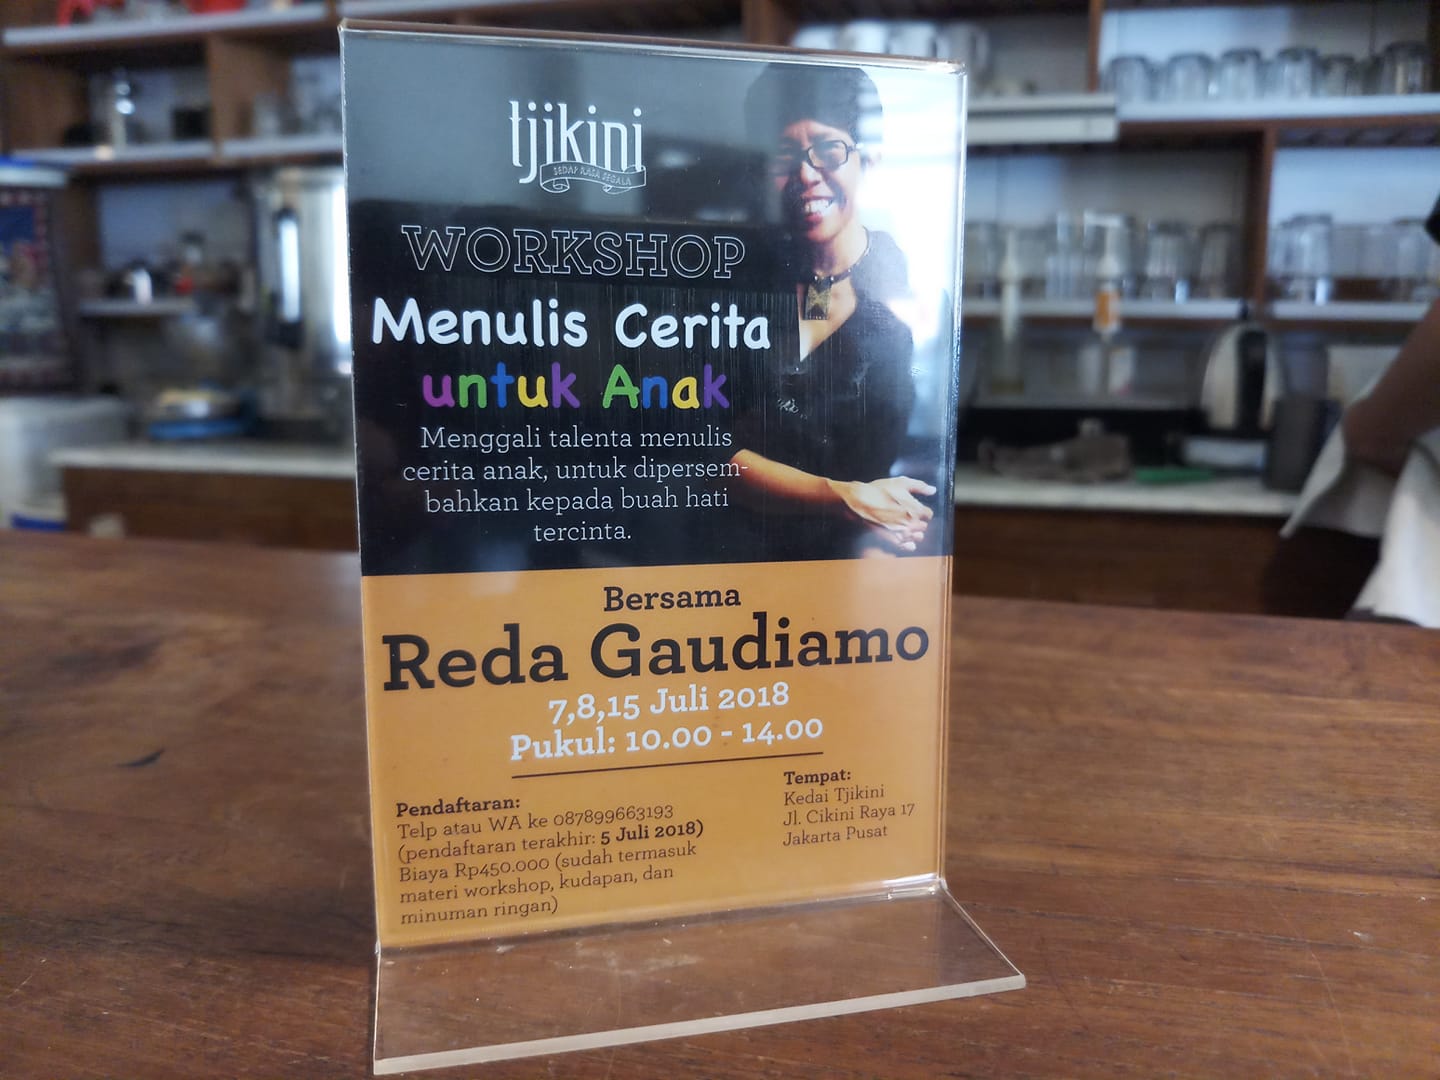 tjikini
SEDAP RASA SEGALA
WORKSHOP
Menulis Cerita
untuk Anak
Menggali talenta menulis
cerita anak, untuk dipersem-
bahkan kepada buah hati
tercinta.
Bersama
Reda Gaudiamo
7,8,15 Juli 2018
Pukul: 10.00 - 14.00
Pendaftaran:
Telp atau WA ke 087899663193
(pendaftaran terakhir: 5 Juli 2018)
Biaya Rp450.000 (sudah termasuk
materi workshop, kudapan, dan
minuman ringan)
Tempat:
Kedai Tjikini
Jl. Cikini Raya 17
Jakarta Pusat